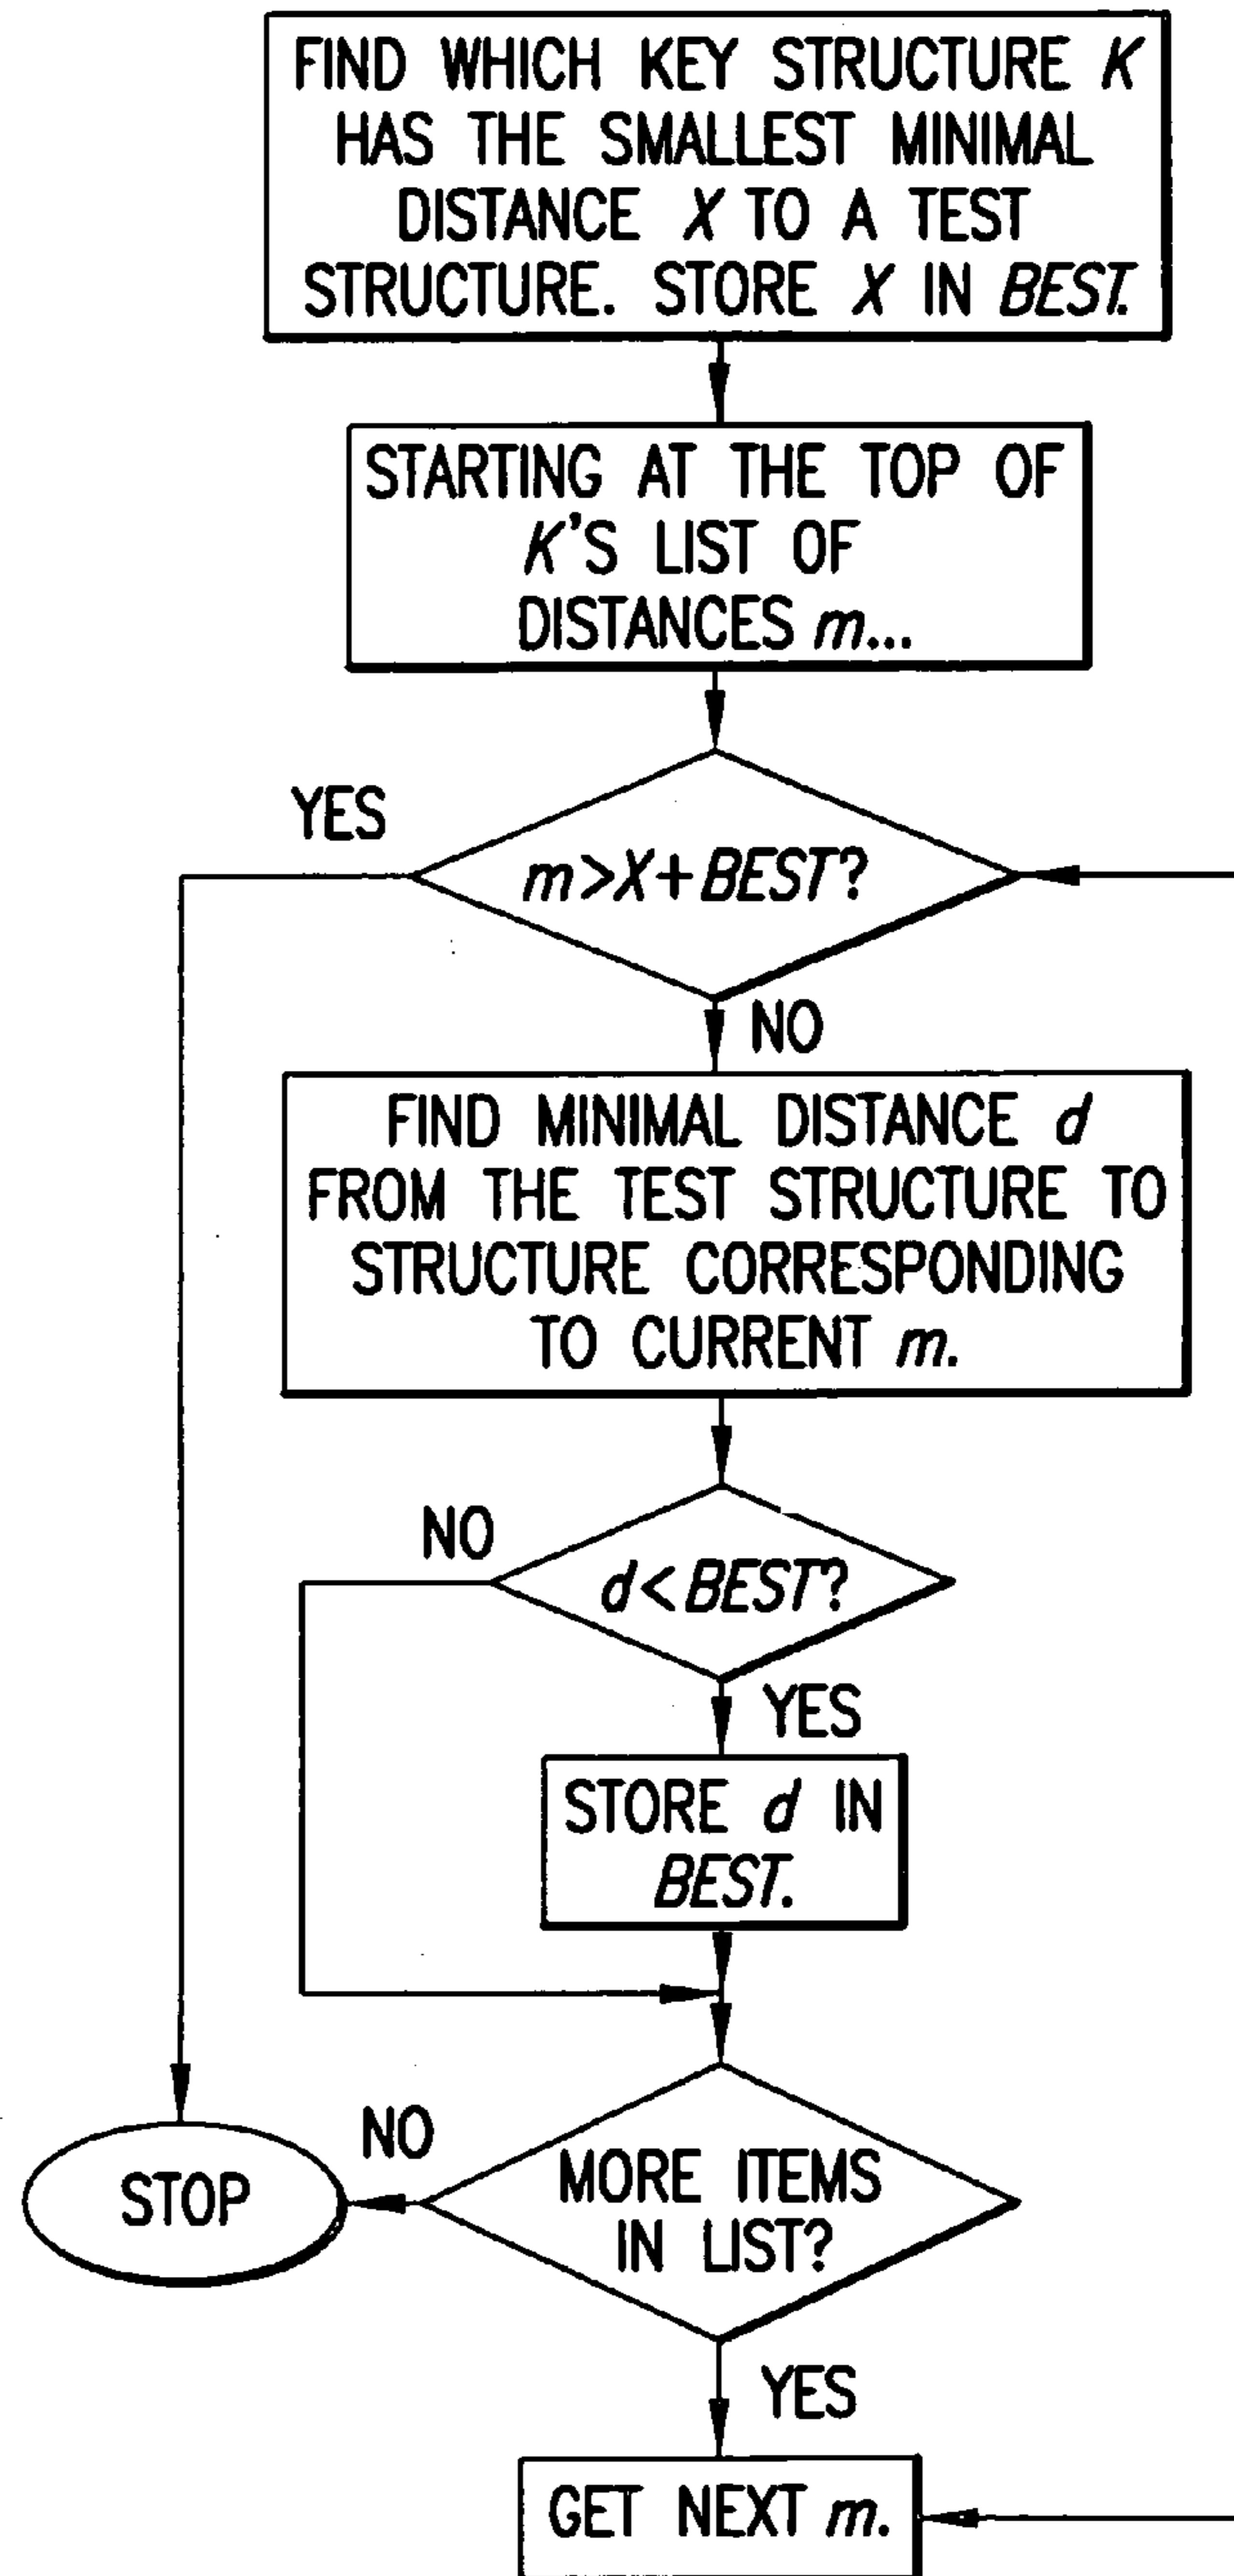 FIND WHICH KEY STRUCTURE K
HAS THE SMALLEST MINIMAL
DISTANCE X TO A TEST
STRUCTURE. STORE X IN BEST.
STARTING AT THE TOP OF
K'S LIST OF
DISTANCES m...
YES
m>X+BEST?
NO
FIND MINIMAL DISTANCE d
FROM THE TEST STRUCTURE TO
STRUCTURE CORRESPONDING
TO CURRENT m.
NO
d<BEST?
YES
STORE d IN
BEST.
NO
STOP
MORE ITEMS
IN LIST?
YES
GET NEXT m.